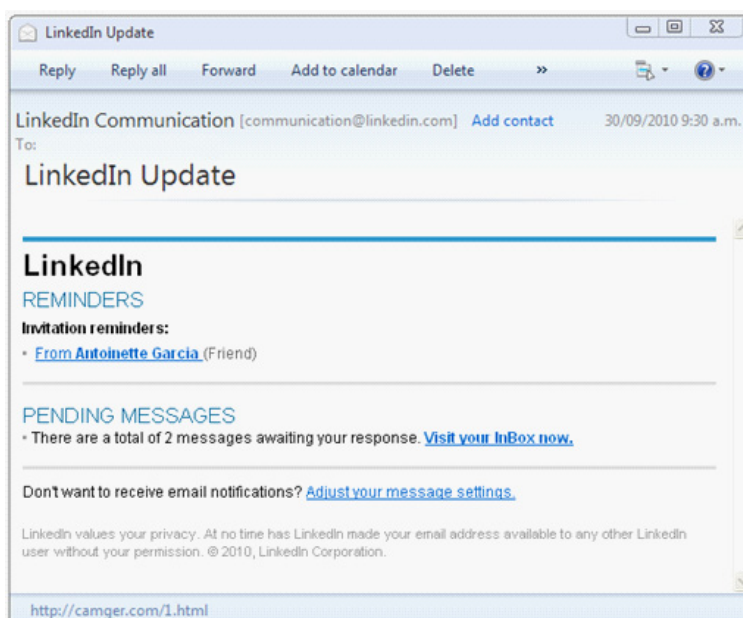 LinkedIn Update
Reply Reply all Forward Add to calendar Delete »
LinkedIn Communication [communication@linkedin.com] Add contact 30/09/2010 9:30 a.m.
To:
LinkedIn Update
LinkedIn
REMINDERS
Invitation reminders:
• From Antoinette Garcia (Friend)
PENDING MESSAGES
• There are a total of 2 messages awaiting your response. Visit your InBox now.
Don't want to receive email notifications? Adjust your message settings.
LinkedIn values your privacy. At no time has LinkedIn made your email address available to any other LinkedIn
user without your permission. © 2010, LinkedIn Corporation.
http://camger.com/1.html